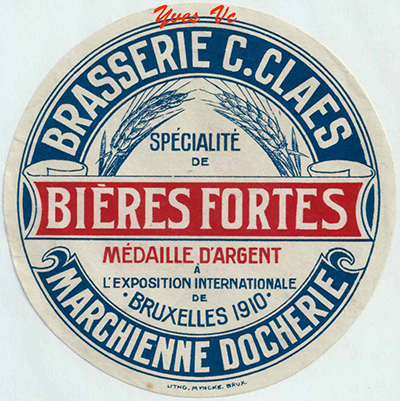 Yves Vc
BRASSERIE C. CLAES
SPÉCIALITÉ
DE
BIÈRES FORTES
MÉDAILLE D'ARGENT
À
L'EXPOSITION INTERNATIONALE
DE
· BRUXELLES 1910 ·
MARCHIENNE DOCHERIE
LITHO. MYNCKE. BRUX.